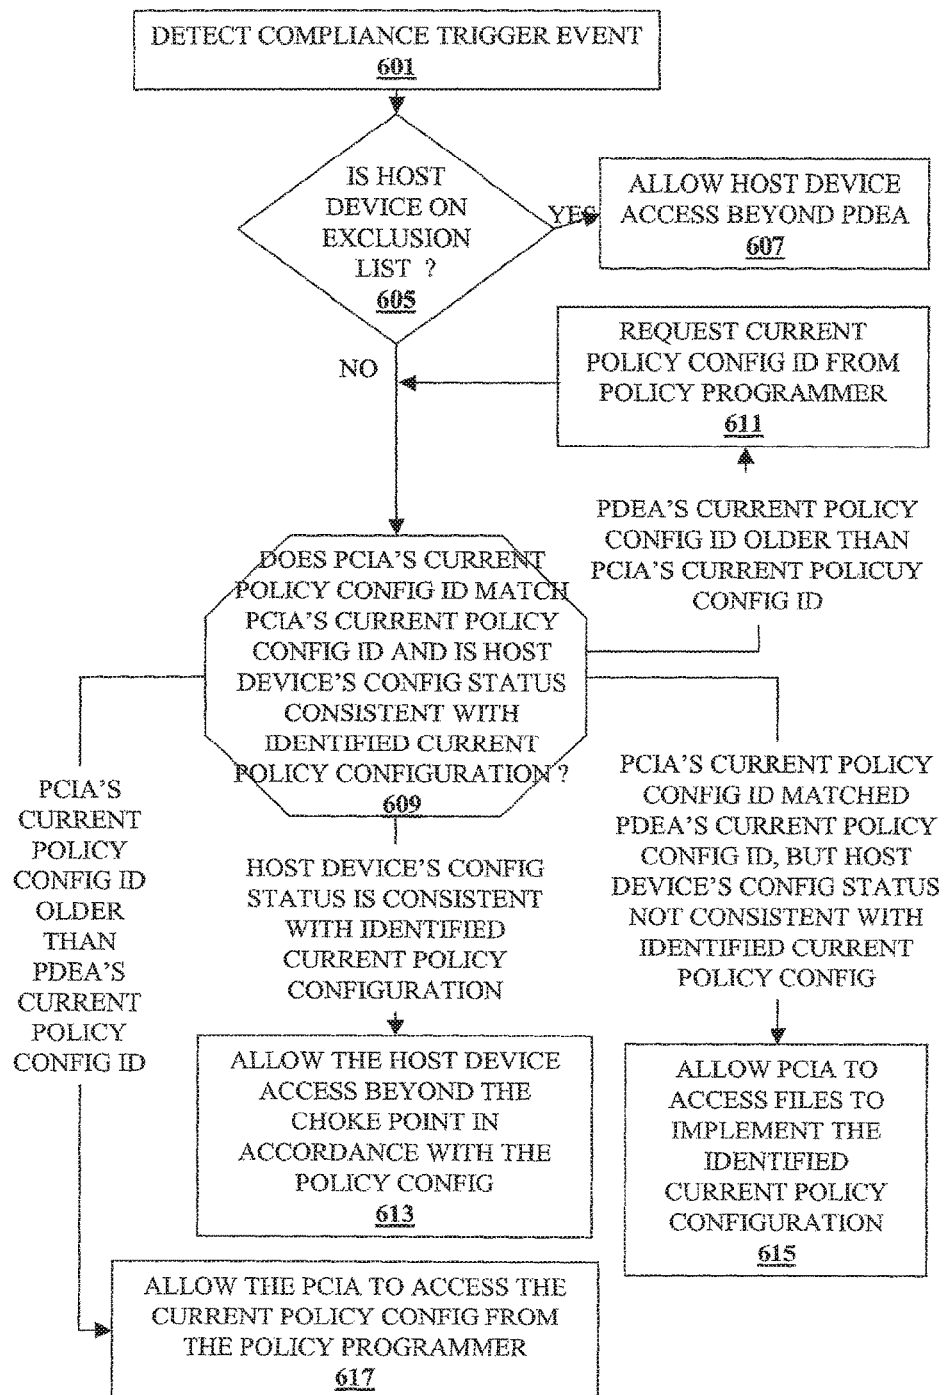 DETECT COMPLIANCE TRIGGER EVENT
601
IS HOST
DEVICE ON
EXCLUSION
LIST ?
605
YES
ALLOW HOST DEVICE
ACCESS BEYOND PDEA
607
NO
REQUEST CURRENT
POLICY CONFIG ID FROM
POLICY PROGRAMMER
611
PDEA'S CURRENT POLICY
CONFIG ID OLDER THAN
PCIA'S CURRENT POLICUY
CONFIG ID
DOES PCIA'S CURRENT
POLICY CONFIG ID MATCH
PCIA'S CURRENT POLICY
CONFIG ID AND IS HOST
DEVICE'S CONFIG STATUS
CONSISTENT WITH
IDENTIFIED CURRENT
POLICY CONFIGURATION ?
609
PCIA'S
CURRENT
POLICY
CONFIG ID
OLDER
THAN
PDEA'S
CURRENT
POLICY
CONFIG ID
HOST DEVICE'S CONFIG
STATUS IS CONSISTENT
WITH IDENTIFIED
CURRENT POLICY
CONFIGURATION
PCIA'S CURRENT POLICY
CONFIG ID MATCHED
PDEA'S CURRENT POLICY
CONFIG ID, BUT HOST
DEVICE'S CONFIG STATUS
NOT CONSISTENT WITH
IDENTIFIED CURRENT
POLICY CONFIG
ALLOW THE HOST DEVICE
ACCESS BEYOND THE
CHOKE POINT IN
ACCORDANCE WITH THE
POLICY CONFIG
613
ALLOW PCIA TO
ACCESS FILES TO
IMPLEMENT THE
IDENTIFIED
CURRENT POLICY
CONFIGURATION
615
ALLOW THE PCIA TO ACCESS THE
CURRENT POLICY CONFIG FROM
THE POLICY PROGRAMMER
617